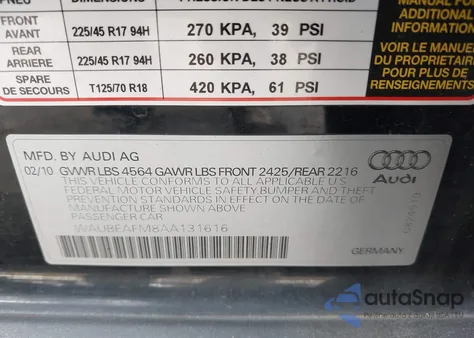 PNEU DIMENSIONS
FRONT AVANT 225/45 R17 94H 270 KPA, 39 PSI
REAR ARRIERE 225/45 R17 94H 260 KPA, 38 PSI
SPARE DE SECOURS T125/70 R18 420 KPA, 61 PSI
MANUAL FOR
ADDITIONAL
INFORMATION
VOIR LE MANUEL
DU PROPRIETAIRE
POUR PLUS DE
RENSEIGNEMENTS
MFD. BY AUDI AG
02/10 GVWR LBS 4564 GAWR LBS FRONT 2425/REAR 2216
THIS VEHICLE CONFORMS TO ALL APPLICABLE U.S.
FEDERAL MOTOR VEHICLE SAFETY, BUMPER AND THEFT
PREVENTION STANDARDS IN EFFECT ON THE DATE OF
MANUFACTURE SHOWN ABOVE.
PASSENGER CAR
Audi
GERMANY
autoSnap